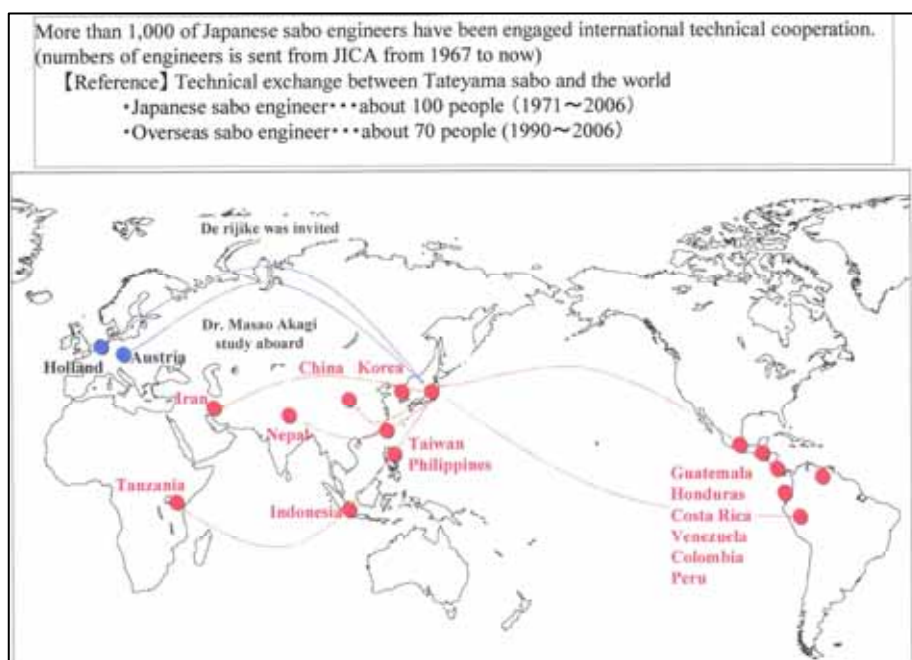 More than 1,000 of Japanese sabo engineers have been engaged international technical cooperation.
(numbers of engineers is sent from JICA from 1967 to now)
【Reference】Technical exchange between Tateyama sabo and the world
・Japanese sabo engineer・・・about 100 people (1971～2006)
・Overseas sabo engineer・・・about 70 people (1990～2006)
De rijike was invited
Dr. Masao Akagi
study aboard
Holland
Austria
China Korea
Iran
Nepal
Taiwan
Philippines
Tanzania
Indonesia
Guatemala
Honduras
Costa Rica
Venezuela
Colombia
Peru